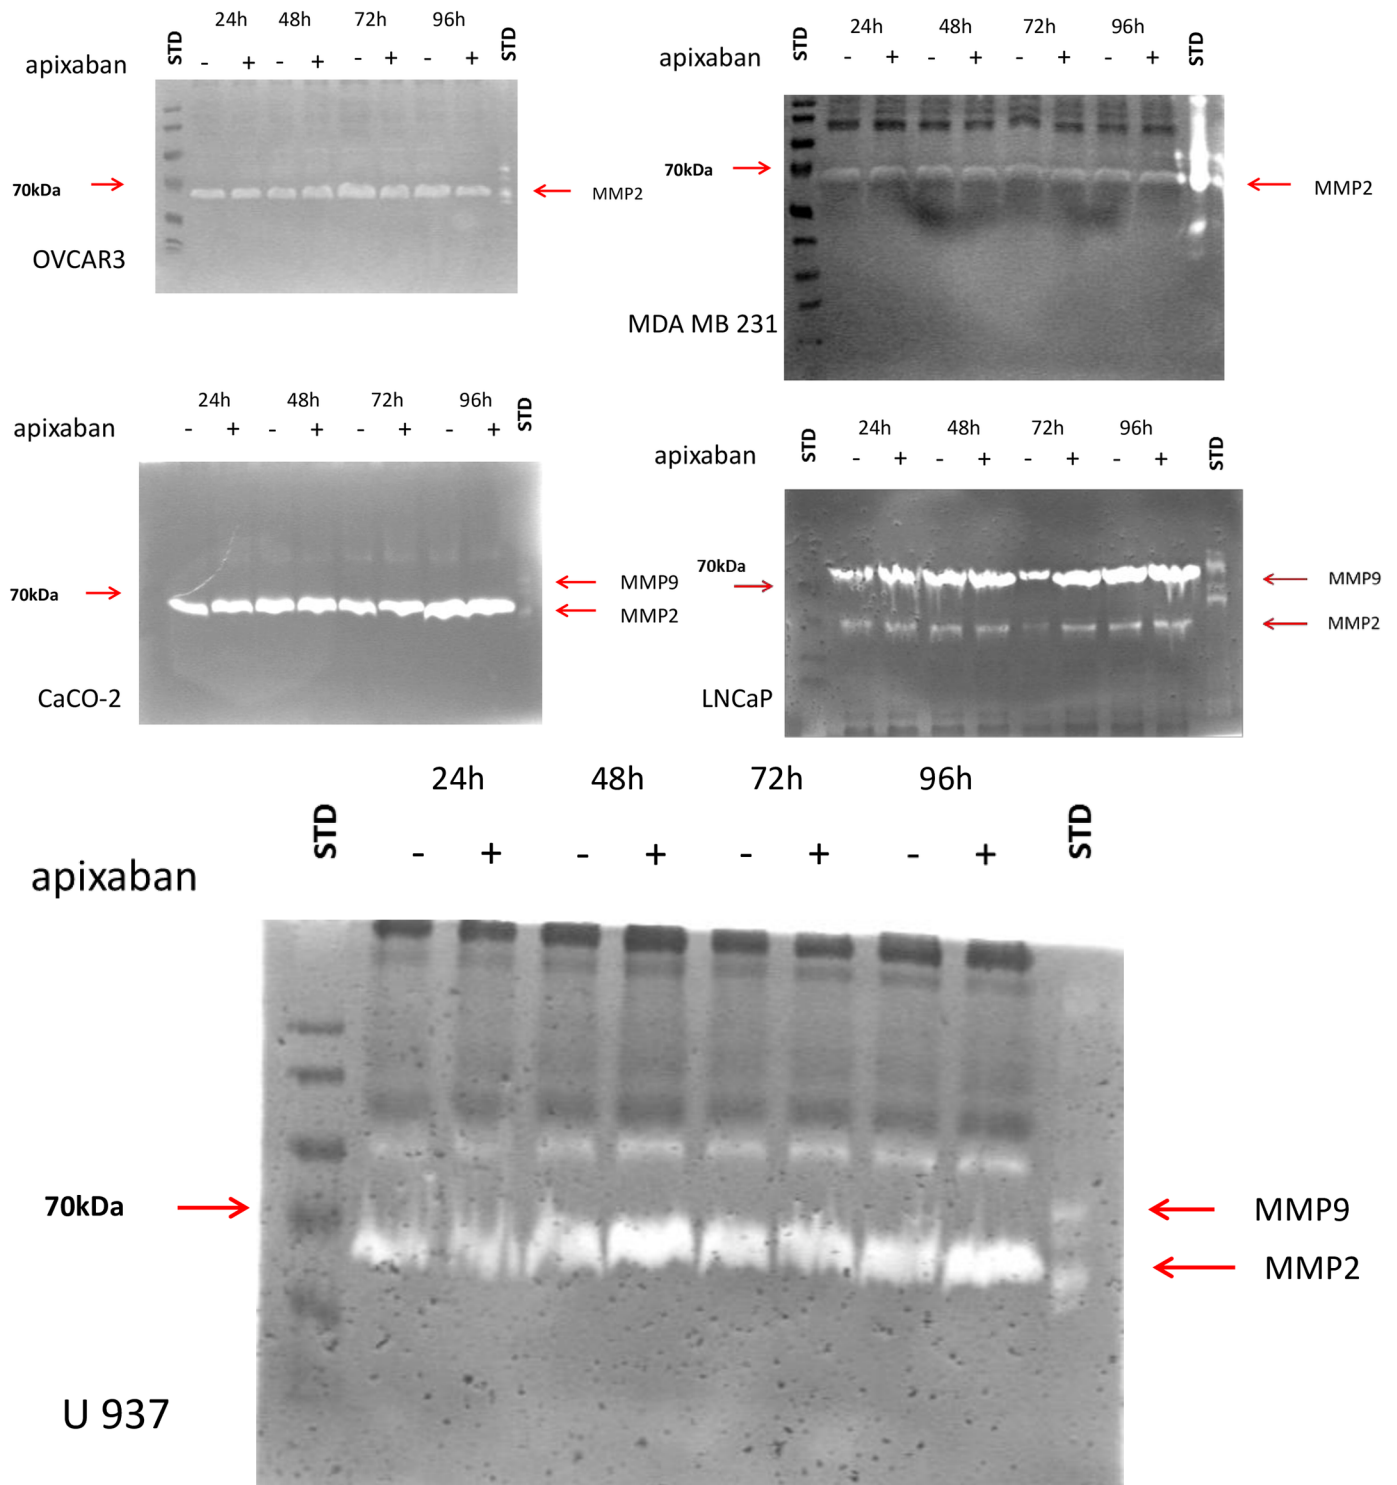 24h 48h 72h 96h
STD STD
apixaban - + - + - + - +
70kDa
MMP2
OVCAR3
24h 48h 72h 96h
STD STD
apixaban - + - + - + - +
70kDa
MMP2
MDA MB 231
24h 48h 72h 96h
STD
apixaban - + - + - + - +
MMP9
70kDa
MMP2
CaCO-2
24h 48h 72h 96h
STD STD
apixaban - + - + - + - +
70kDa
MMP9
MMP2
LNCaP
24h 48h 72h 96h
STD STD
- + - + - + - +
apixaban
70kDa
MMP9
MMP2
U 937